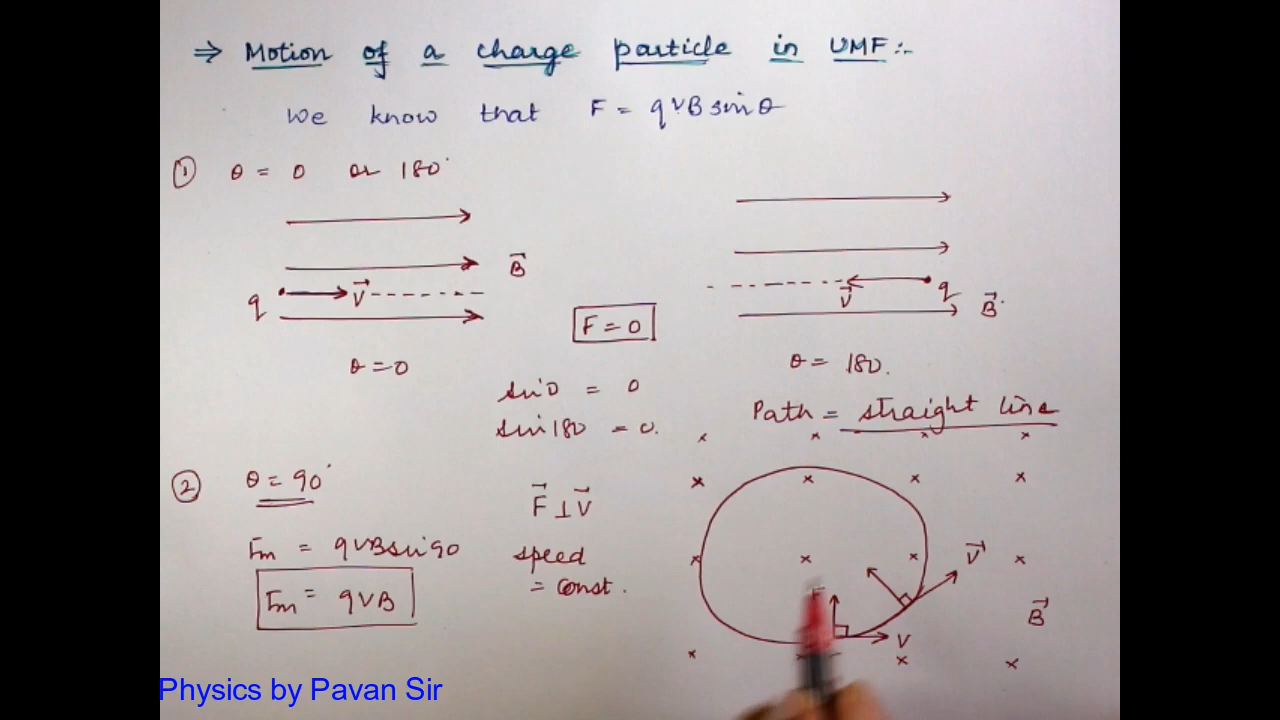 ⇒ Motion of a charge particle in UMF:-
We know that F = qVB sinθ
① θ = 0 or 180°
B⃗
q V⃗
V⃗ q
B⃗
F = 0
θ = 0
θ = 180.
sin0 = 0
Path = straight line
sin180 = 0.
② θ = 90°
F⃗ ⊥ V⃗
Fm = qVBsin90
speed
= const.
V⃗
Fm = qVB
B⃗
V
Physics by Pavan Sir